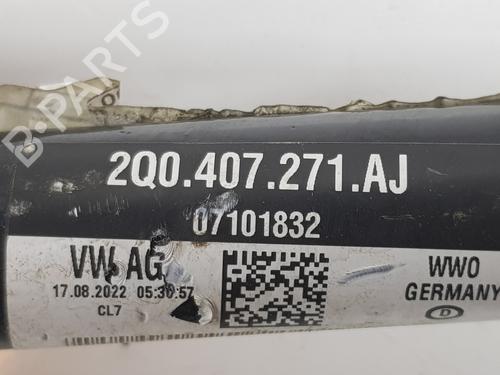 B-PARTS
2Q0.407.271.AJ
07101832
VW AG
17.08.2022 05:30:57
CL7
WWO
GERMANY
D